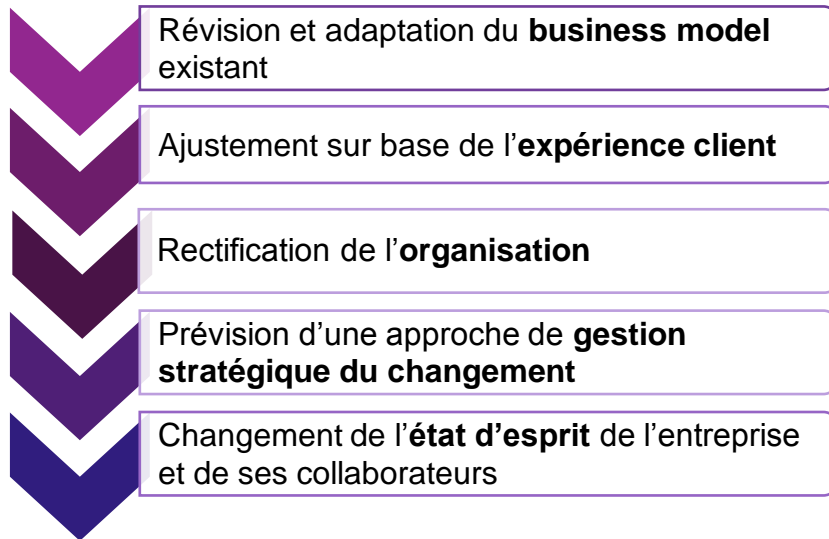 Révision et adaptation du business model
existant
Ajustement sur base de l’expérience client
Rectification de l’organisation
Prévision d’une approche de gestion
stratégique du changement
Changement de l’état d’esprit de l’entreprise
et de ses collaborateurs